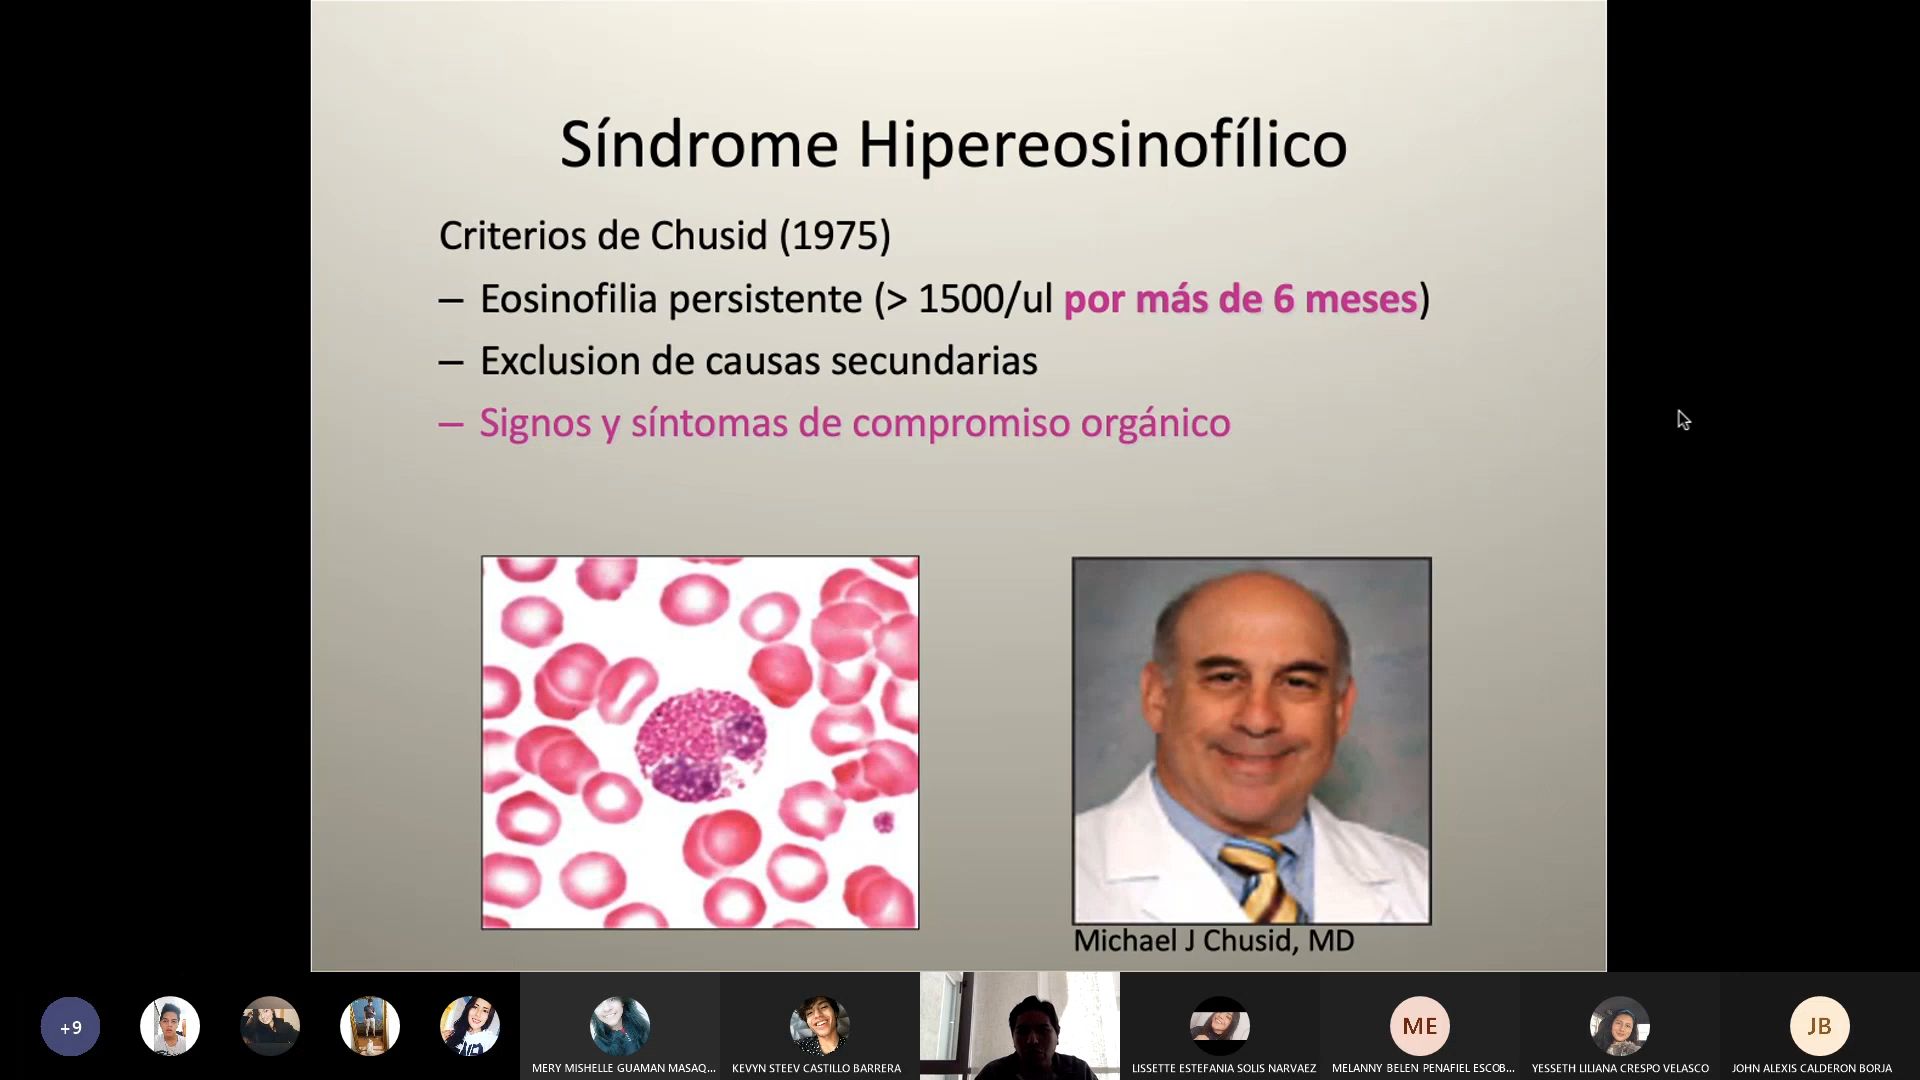 Síndrome Hipereosinofílico
Criterios de Chusid (1975)
– Eosinofilia persistente (> 1500/ul por más de 6 meses)
– Exclusion de causas secundarias
– Signos y síntomas de compromiso orgánico
Michael J Chusid, MD
+9
ME
JB
MERY MISHELLE GUAMAN MASAQ...
KEVYN STEEV CASTILLO BARRERA
LISSETTE ESTEFANIA SOLIS NARVAEZ
MELANNY BELEN PENAFIEL ESCOB...
YESSETH LILIANA CRESPO VELASCO
JOHN ALEXIS CALDERON BORJA